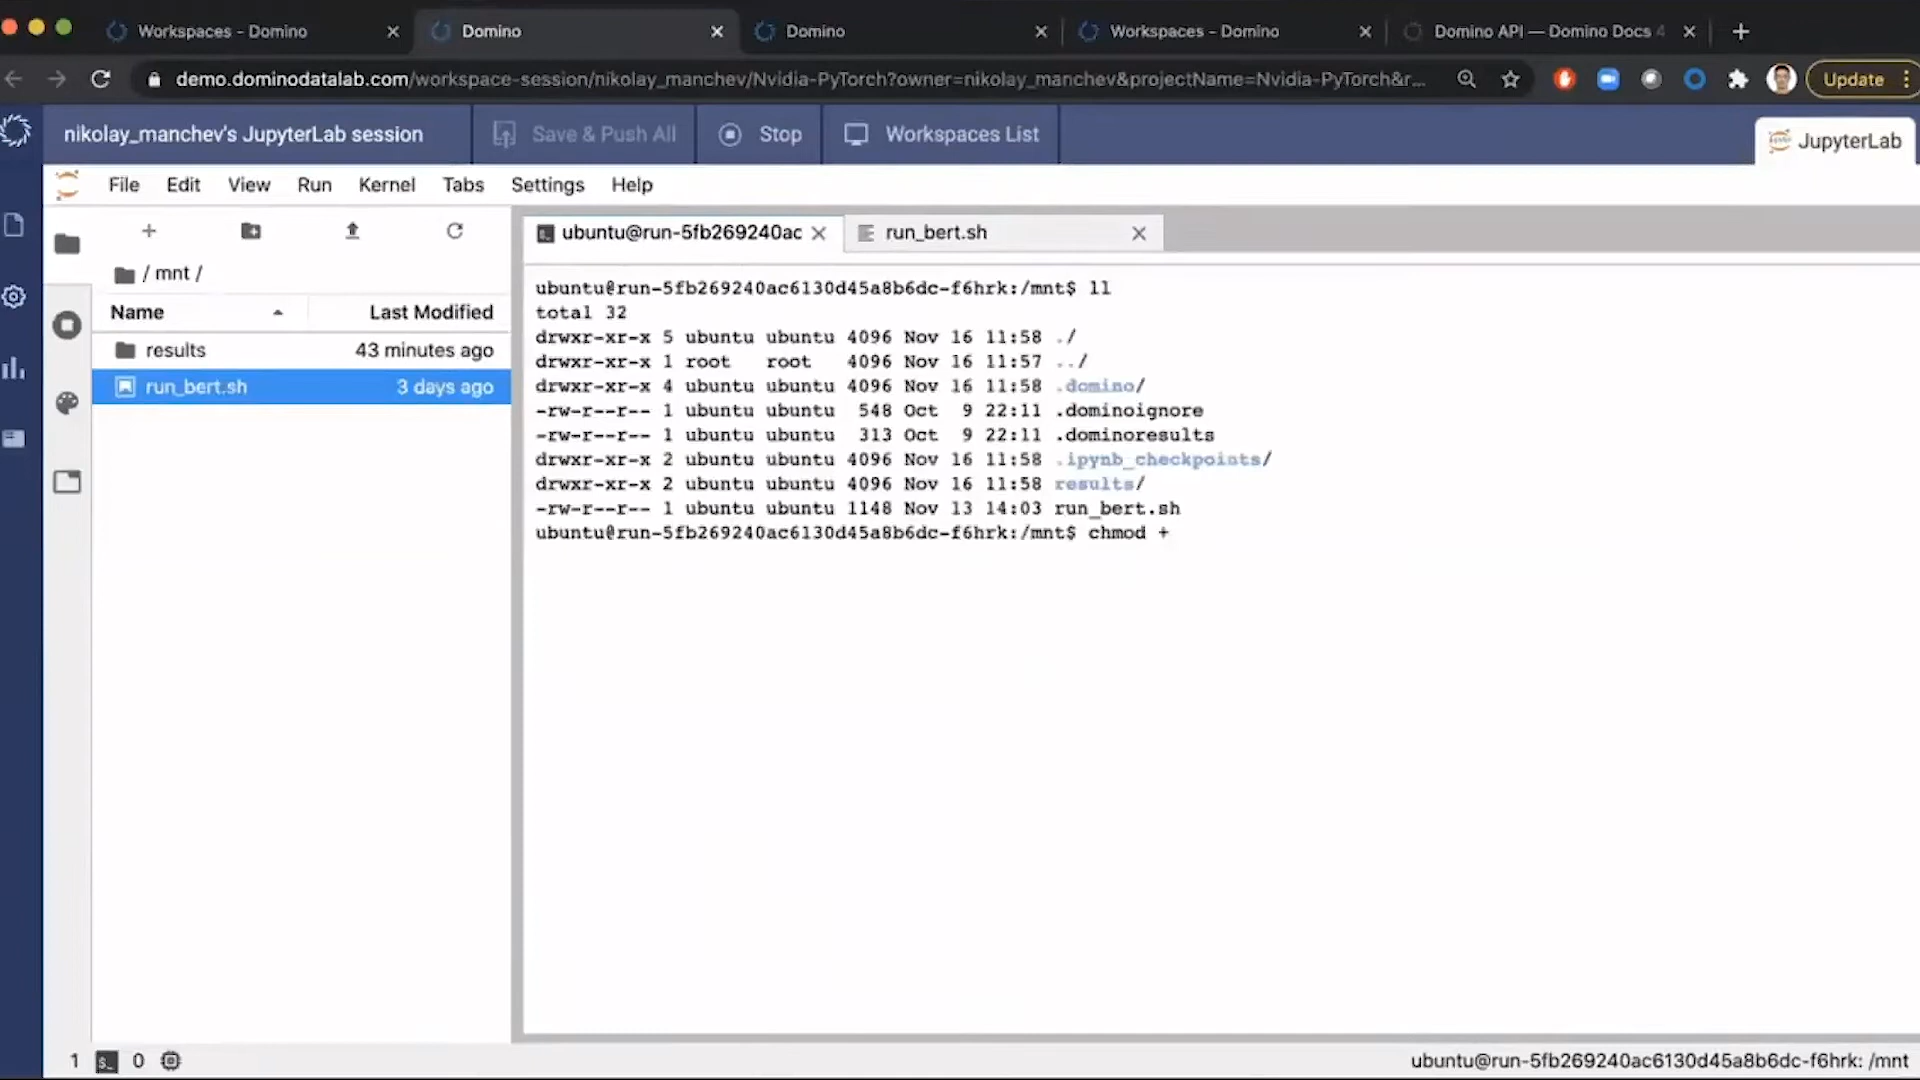 Workspaces - Domino
Domino
Domino
Workspaces - Domino
Domino API — Domino Docs 4
demo.dominodatalab.com/workspace-session/nikolay_manchev/Nvidia-PyTorch?owner=nikolay_manchev&projectName=Nvidia-PyTorch&r...
Update
nikolay_manchev's JupyterLab session
Save & Push All
Stop
Workspaces List
JupyterLab
File Edit View Run Kernel Tabs Settings Help
/ mnt /
Name Last Modified
results 43 minutes ago
run_bert.sh 3 days ago
ubuntu@run-5fb269240ac
run_bert.sh
ubuntu@run-5fb269240ac6130d45a8b6dc-f6hrk:/mnt$ ll
total 32
drwxr-xr-x 5 ubuntu ubuntu 4096 Nov 16 11:58 ./
drwxr-xr-x 1 root   root   4096 Nov 16 11:57 ../
drwxr-xr-x 4 ubuntu ubuntu 4096 Nov 16 11:58 .domino/
-rw-r--r-- 1 ubuntu ubuntu  548 Oct  9 22:11 .dominoignore
-rw-r--r-- 1 ubuntu ubuntu  313 Oct  9 22:11 .dominoresults
drwxr-xr-x 2 ubuntu ubuntu 4096 Nov 16 11:58 .ipynb_checkpoints/
drwxr-xr-x 2 ubuntu ubuntu 4096 Nov 16 11:58 results/
-rw-r--r-- 1 ubuntu ubuntu 1148 Nov 13 14:03 run_bert.sh
ubuntu@run-5fb269240ac6130d45a8b6dc-f6hrk:/mnt$ chmod +
1 0
ubuntu@run-5fb269240ac6130d45a8b6dc-f6hrk: /mnt